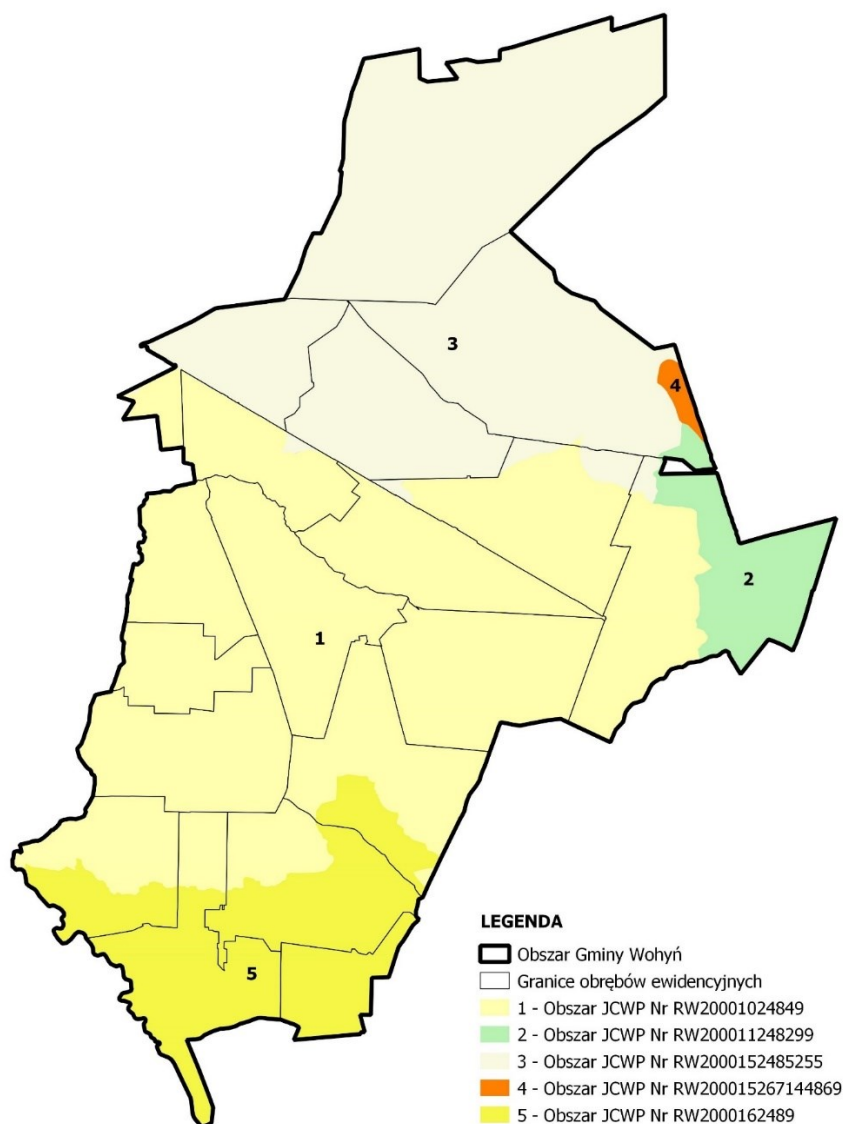 3
4
2
1
5
LEGENDA
Obszar Gminy Wohyń
Granice obrębów ewidencyjnych
1 - Obszar JCWP Nr RW20001024849
2 - Obszar JCWP Nr RW200011248299
3 - Obszar JCWP Nr RW2000152485255
4 - Obszar JCWP Nr RW200015267144869
5 - Obszar JCWP Nr RW2000162489